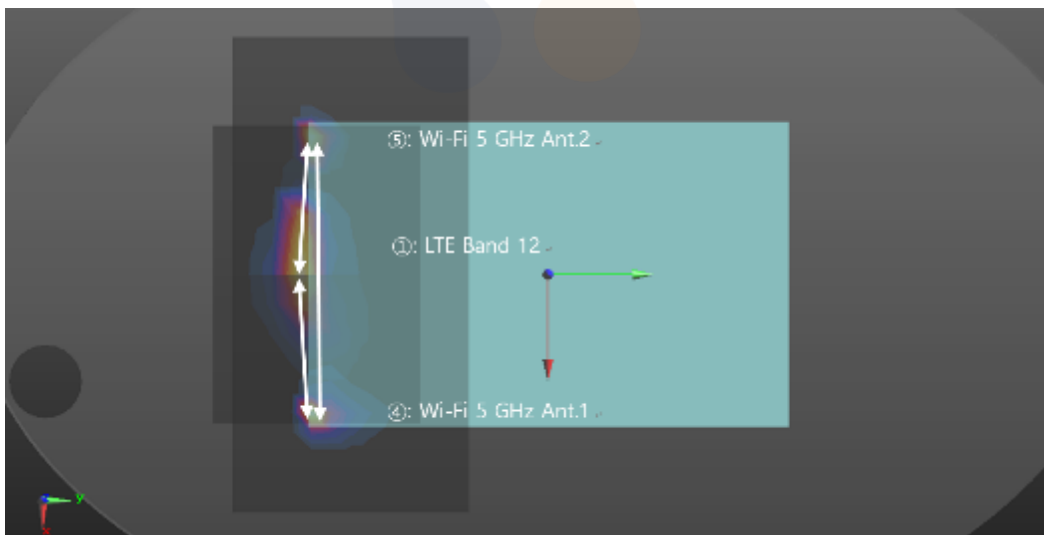 ⑤: Wi-Fi 5 GHz Ant.2
①: LTE Band 12
④: Wi-Fi 5 GHz Ant.1
y
x